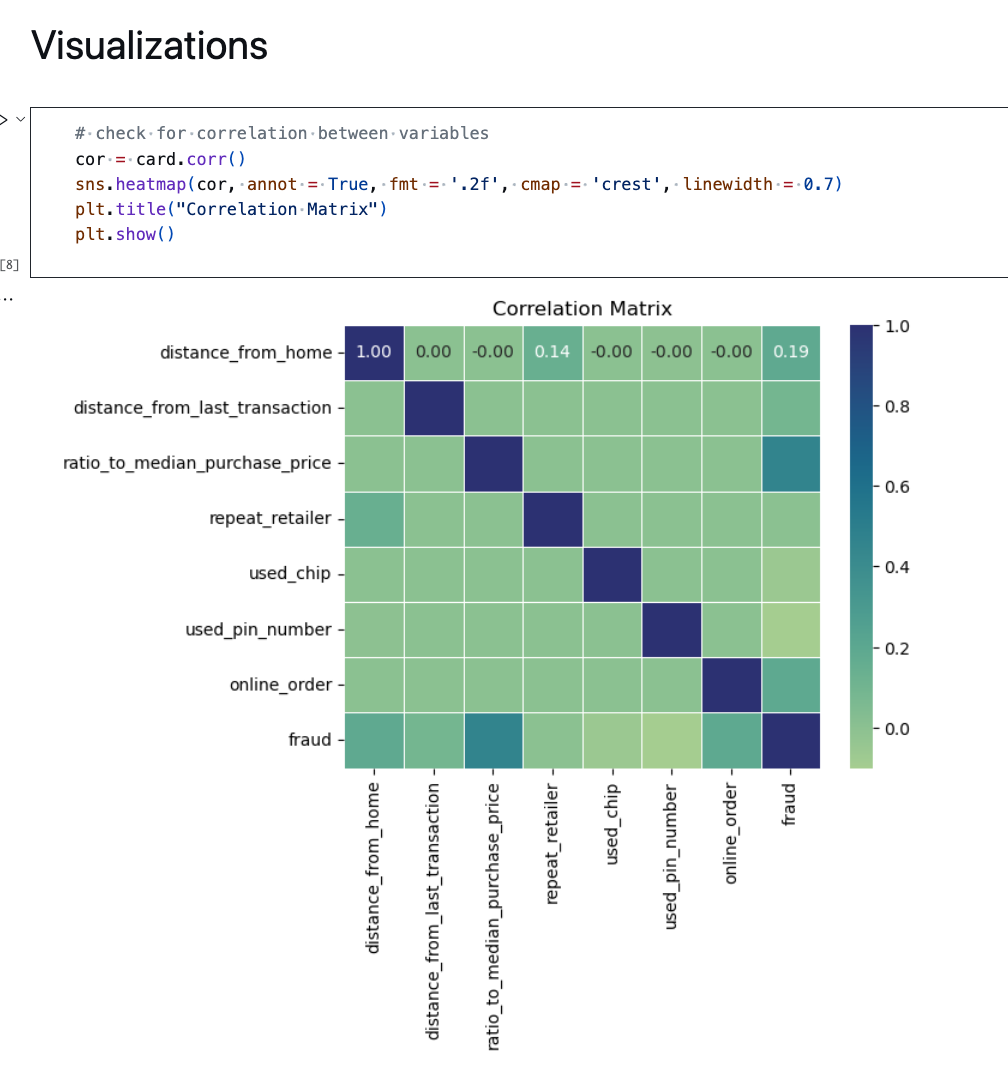 Visualizations
# check for correlation between variables
cor = card.corr()
sns.heatmap(cor, annot = True, fmt = '.2f', cmap = 'crest', linewidth = 0.7)
plt.title("Correlation Matrix")
plt.show()
[8]
...
Correlation Matrix
distance_from_home 1.00 0.00 -0.00 0.14 -0.00 -0.00 -0.00 0.19
distance_from_last_transaction
ratio_to_median_purchase_price
repeat_retailer
used_chip
used_pin_number
online_order
fraud
1.0
0.8
0.6
0.4
0.2
0.0
distance_from_home
distance_from_last_transaction
ratio_to_median_purchase_price
repeat_retailer
used_chip
used_pin_number
online_order
fraud